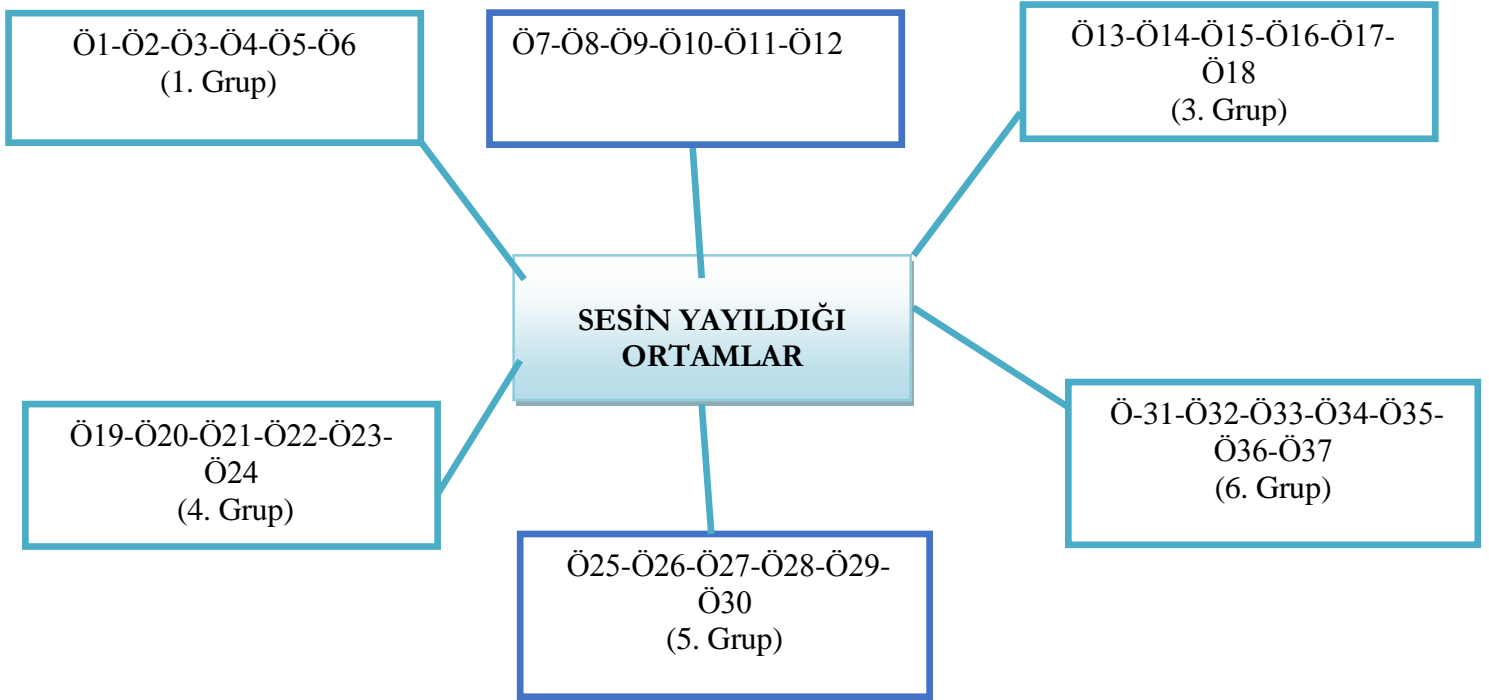 Ö1-Ö2-Ö3-Ö4-Ö5-Ö6
(1. Grup)
Ö7-Ö8-Ö9-Ö10-Ö11-Ö12
Ö13-Ö14-Ö15-Ö16-Ö17-
Ö18
(3. Grup)
SESİN YAYILDIĞI
ORTAMLAR
Ö19-Ö20-Ö21-Ö22-Ö23-
Ö24
(4. Grup)
Ö-31-Ö32-Ö33-Ö34-Ö35-
Ö36-Ö37
(6. Grup)
Ö25-Ö26-Ö27-Ö28-Ö29-
Ö30
(5. Grup)